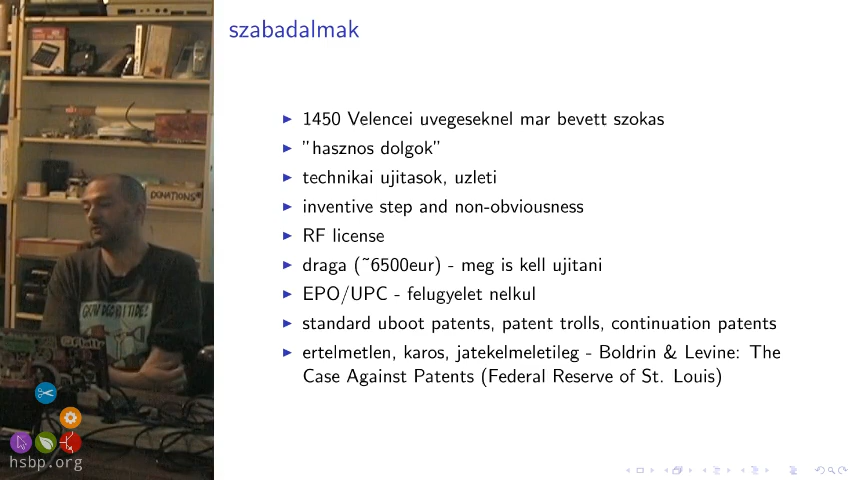 szabadalmak
1450 Velencei uvegeseknel mar bevett szokas
"hasznos dolgok"
technikai ujitasok, uzleti
inventive step and non-obviousness
RF license
draga (~6500eur) - meg is kell ujitani
EPO/UPC - felugyelet nelkul
standard uboot patents, patent trolls, continuation patents
ertelmetlen, karos, jatekelmeletileg - Boldrin & Levine: The
Case Against Patents (Federal Reserve of St. Louis)
DONATIONS
hsbp.org